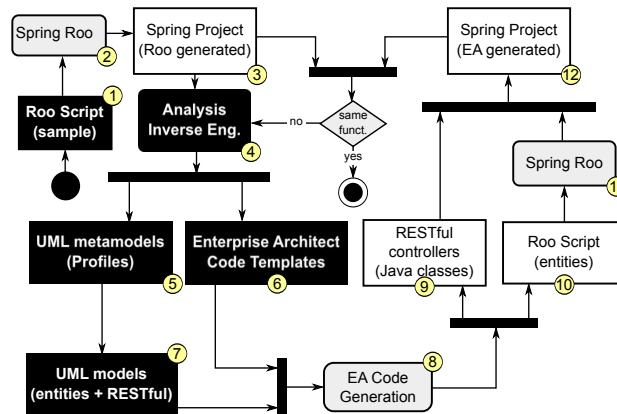 Spring Roo
2
Spring Project
(Roo generated)
3
Spring Project
(EA generated)
12
1
Roo Script
(sample)
Analysis
Inverse Eng.
4
no
same
funct.
yes
Spring Roo
1
UML metamodels
(Profiles)
5
Enterprise Architect
Code Templates
6
RESTful
controllers
(Java classes)
9
Roo Script
(entities)
10
7
UML models
(entities + RESTful)
8
EA Code
Generation